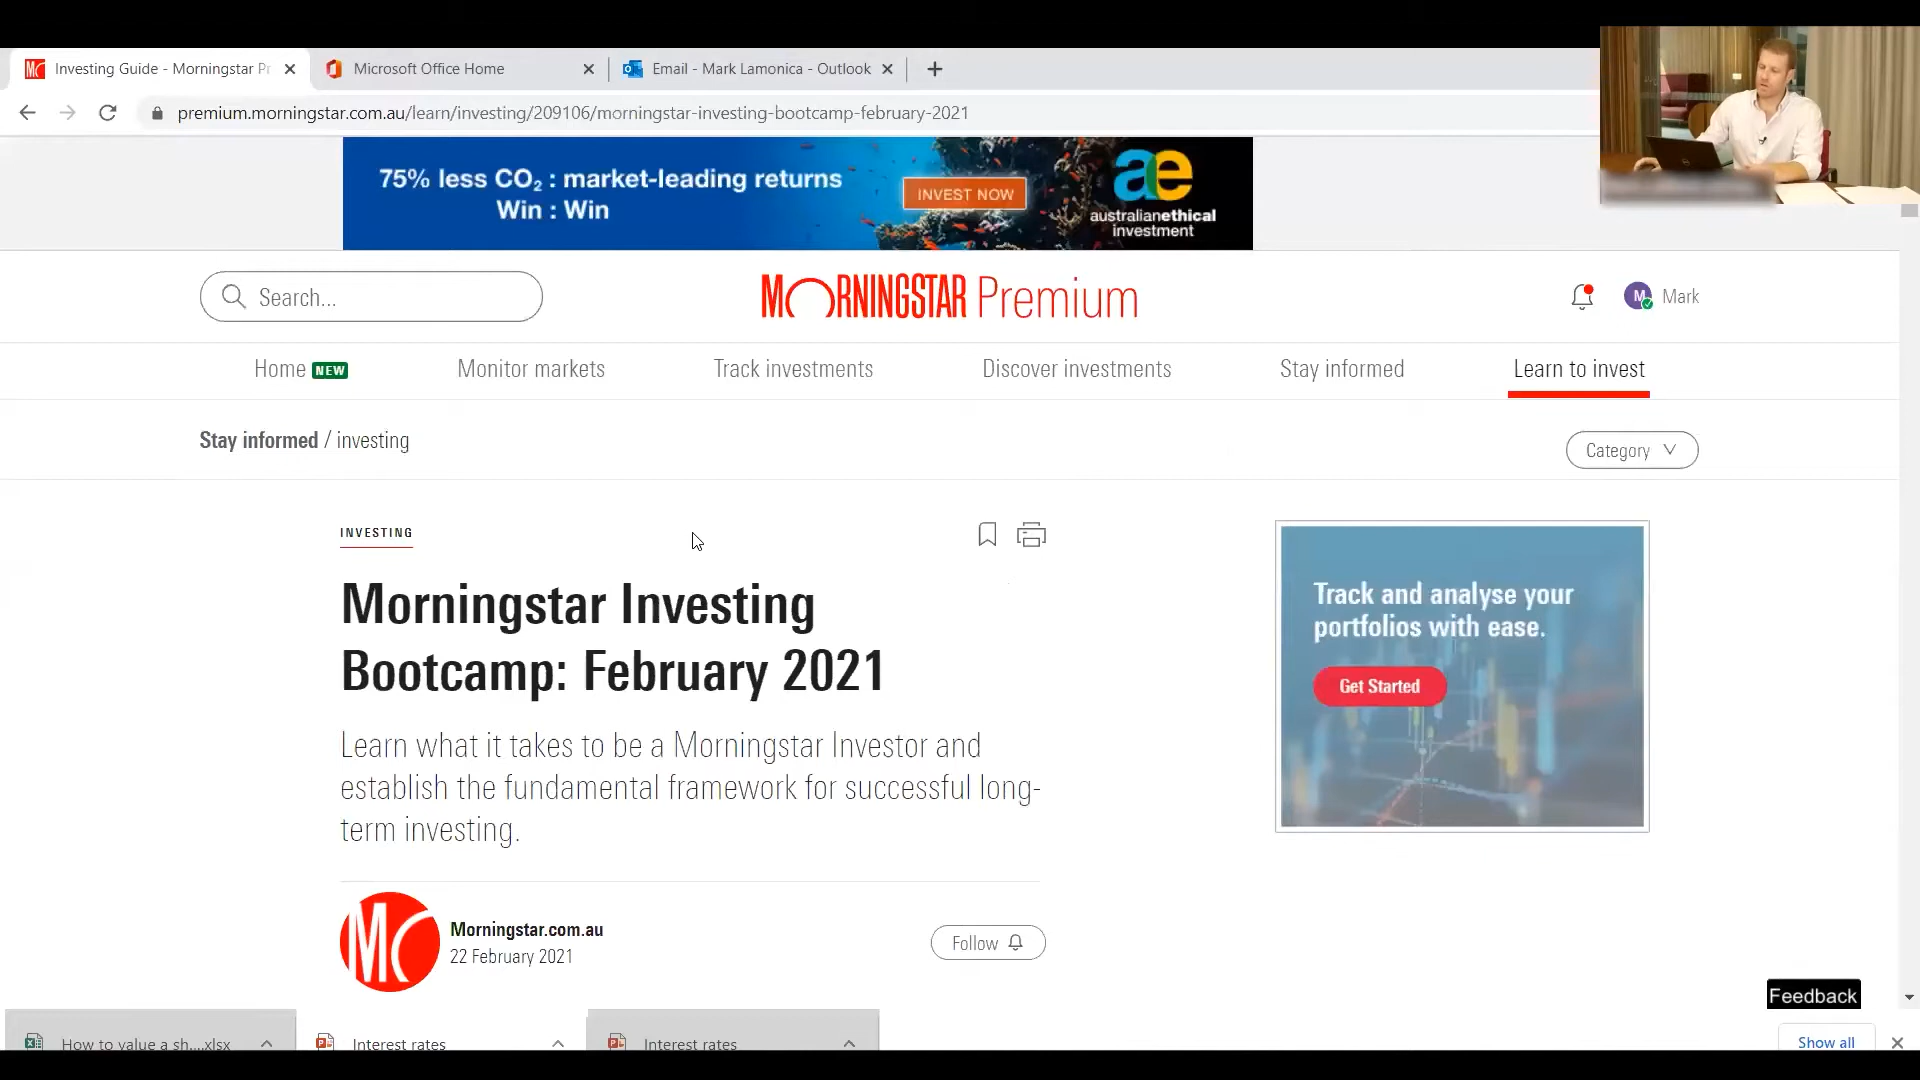 Investing Guide - Morningstar Pr
Microsoft Office Home
Email - Mark Lamonica - Outlook
premium.morningstar.com.au/learn/investing/209106/morningstar-investing-bootcamp-february-2021
75% less CO₂ : market-leading returns
Win : Win
INVEST NOW
ae
australianethical
investment
Search...
MORNINGSTAR Premium
M
Mark
Home NEW
Monitor markets
Track investments
Discover investments
Stay informed
Learn to invest
Stay informed / investing
Category
INVESTING
Morningstar Investing
Bootcamp: February 2021
Learn what it takes to be a Morningstar Investor and
establish the fundamental framework for successful long-
term investing.
Track and analyse your
portfolios with ease.
Get Started
Morningstar.com.au
22 February 2021
Follow
Feedback
How to value a sh....xlsx
Interest rates
Interest rates
Show all